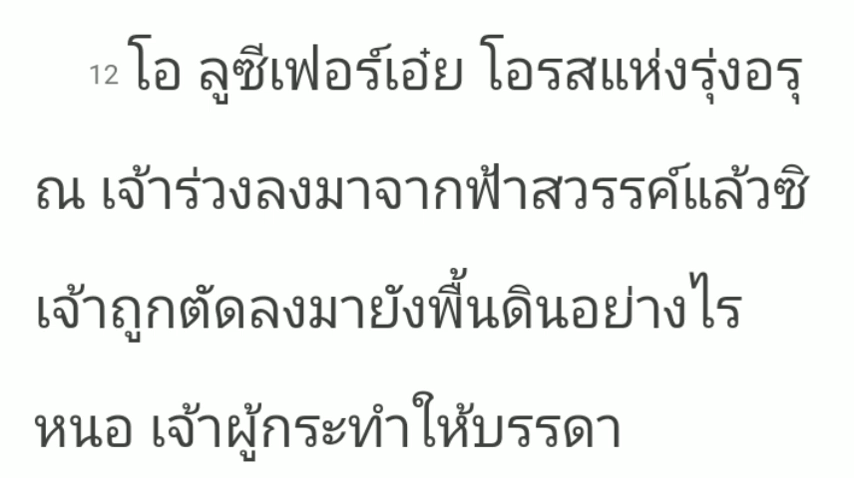 12 โอ ลูซีเฟอร์เอ๋ย โอรสแห่งรุ่งอรุ
ณ เจ้าร่วงลงมาจากฟ้าสวรรค์แล้วซิ
เจ้าถูกตัดลงมายังพื้นดินอย่างไร
หนอ เจ้าผู้กระทำให้บรรดา